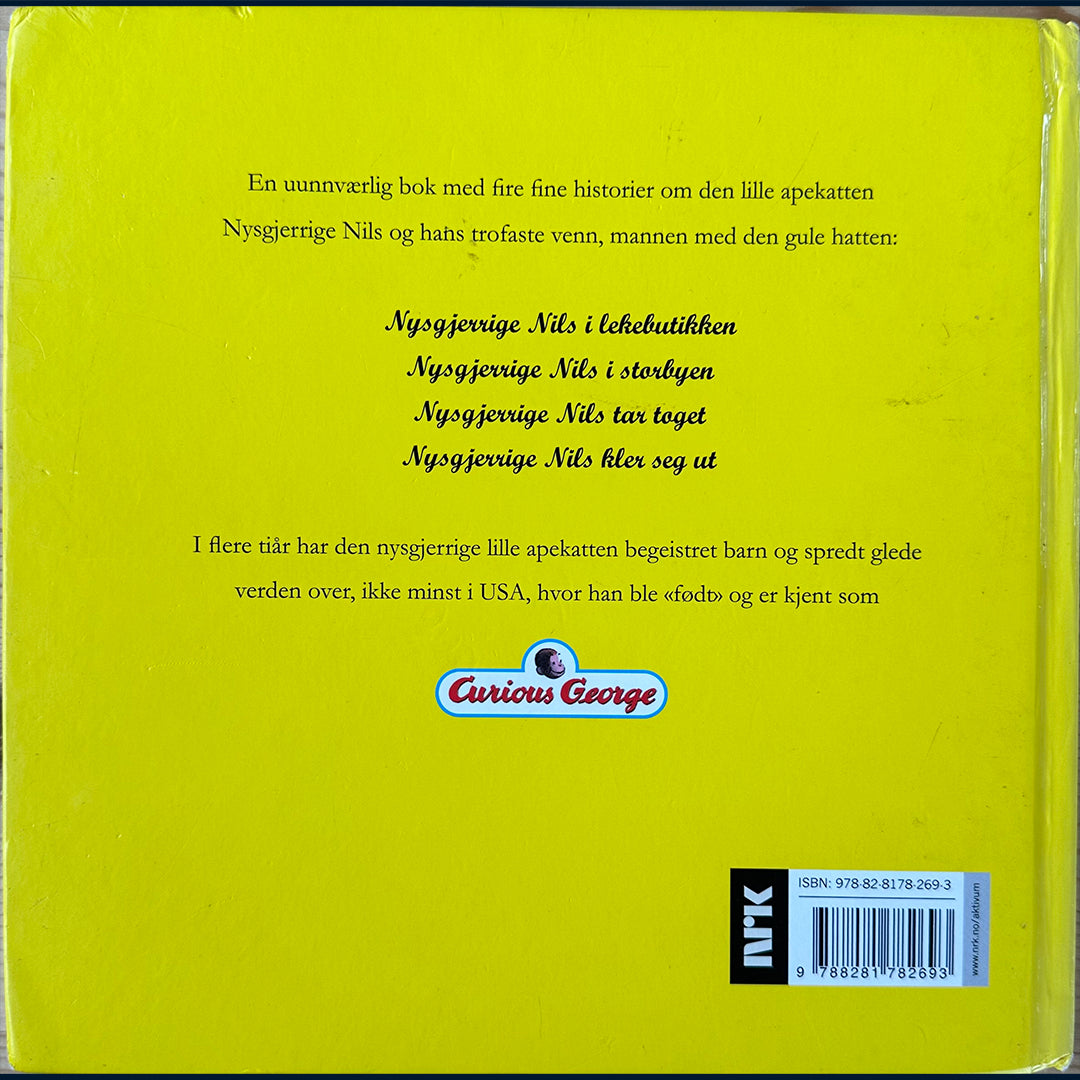 En uunnværlig bok med fire fine historier om den lille apekatten
Nysgjerrige Nils og hans trofaste venn, mannen med den gule hatten:
Nysgjerrige Nils i lekebutikken
Nysgjerrige Nils i storbyen
Nysgjerrige Nils tar toget
Nysgjerrige Nils kler seg ut
I flere tiår har den nysgjerrige lille apekatten begeistret barn og spredt glede
verden over, ikke minst i USA, hvor han ble «født» og er kjent som
Curious George
NRK
ISBN: 978-82-8178-269-3
9 788281 782693
www.nrk.no/aktivum